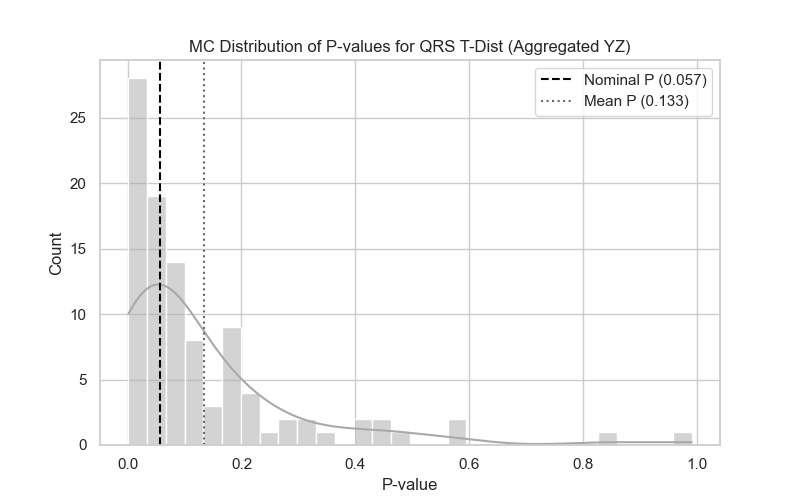 MC Distribution of P-values for QRS T-Dist (Aggregated YZ)
Nominal P (0.057)
Mean P (0.133)
Count
25
20
15
10
5
0
0.0 0.2 0.4 0.6 0.8 1.0
P-value